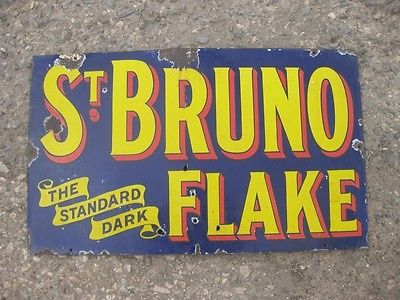 ST. BRUNO
FLAKE
THE
STANDARD
DARK